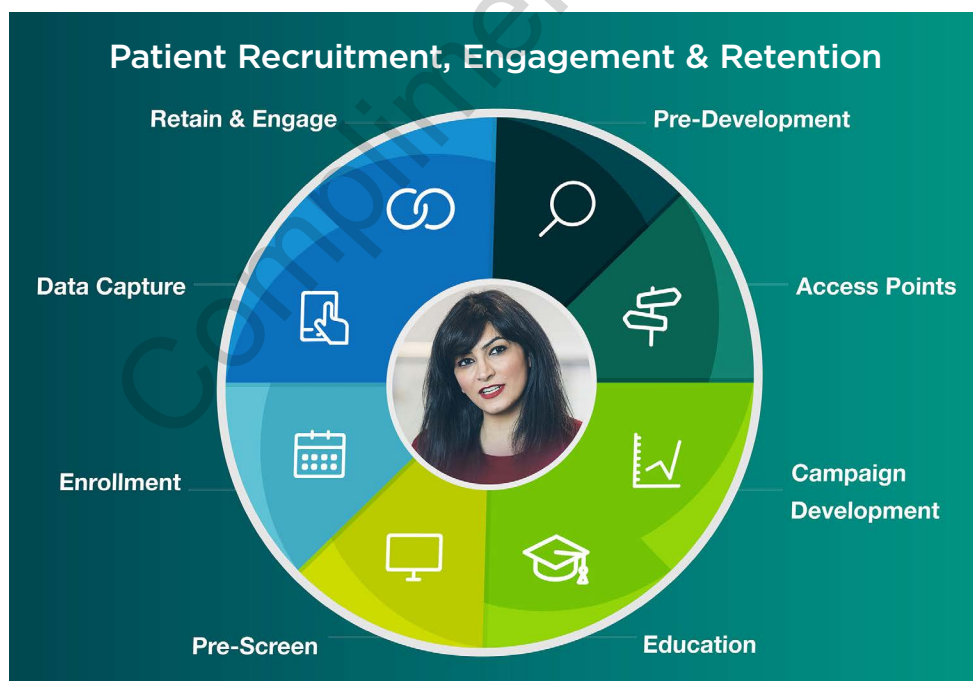 Patient Recruitment, Engagement & Retention
Retain & Engage
Pre-Development
Data Capture
Access Points
Enrollment
Campaign
Development
Pre-Screen
Education